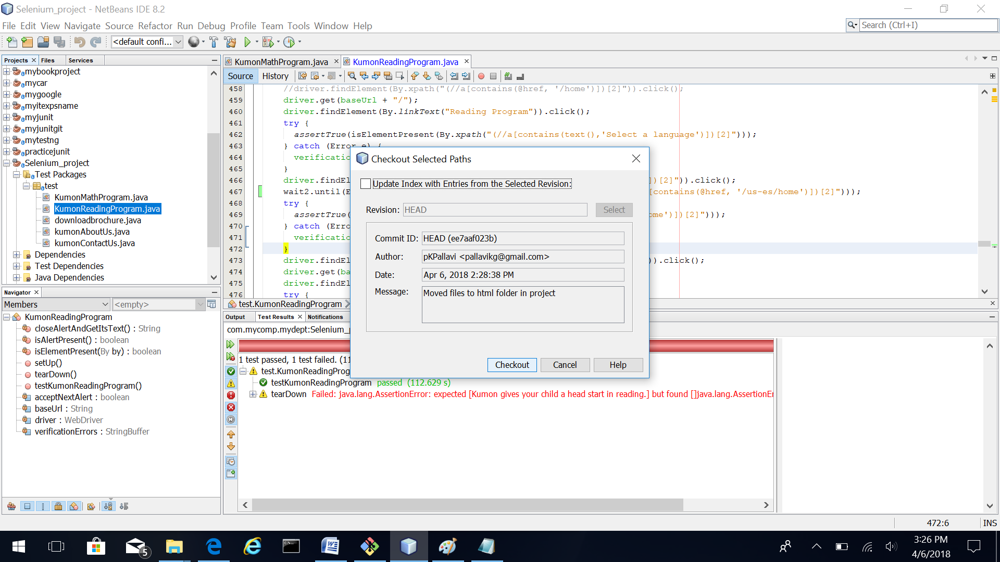 Selenium_project - NetBeans IDE 8.2
File Edit View Navigate Source Refactor Run Debug Profile Team Tools Window Help
Search (Ctrl+I)
<default confi...
Projects Files Services
mybookproject
mycar
mygoogle
myitexpsname
myjunit
myjunitgit
mytestng
practicejunit
Selenium_project
Test Packages
test
KumonMathProgram.java
KumonReadingProgram.java
downloadbrochure.java
kumonAboutUs.java
kumonContactUs.java
Dependencies
Test Dependencies
Java Dependencies
Navigator
Members <empty>
KumonReadingProgram
closeAlertAndGetItsText() : String
isAlertPresent() : boolean
isElementPresent(By by) : boolean
setUp()
tearDown()
testKumonReadingProgram()
acceptNextAlert : boolean
baseUrl : String
driver : WebDriver
verificationErrors : StringBuffer
KumonMathProgram.java KumonReadingProgram.java
Source History
458 //driver.findElement(By.xpath("(//a[contains(@href, '/home')])[2]")).click();
459 driver.get(baseUrl + "/");
460 driver.findElement(By.linkText("Reading Program")).click();
461 try {
462 assertTrue(isElementPresent(By.xpath("(//a[contains(text(),'Select a language')])[2]")));
463 } catch (Error e) {
464 verificatio
465 }
466 driver.findEl ])[2]")).click();
467 wait2.until(E [contains(@href, '/us-es/home')])[2]")));
468 try {
469 assertTrue( ome')])[2]")));
470 } catch (Erro
471 verificatio
472 }
473 driver.findEl )).click();
474 driver.get(ba
475 driver.findEl
476 try {
test.KumonReadingProgram
Checkout Selected Paths
Update Index with Entries from the Selected Revision:
Revision: HEAD Select
Commit ID: HEAD (ee7aaf023b)
Author: pKPallavi <pallavikg@gmail.com>
Date: Apr 6, 2018 2:28:38 PM
Message: Moved files to html folder in project
Checkout Cancel Help
Output Test Results Notifications
com.mycomp.mydept:Selenium_p
1 test passed, 1 test failed. (11
test.KumonReadingProg
testKumonReadingProgram passed (112.629 s)
tearDown Failed: java.lang.AssertionError: expected [Kumon gives your child a head start in reading.] but found []java.lang.AssertionEr
472:6 INS
5
3:26 PM
4/6/2018